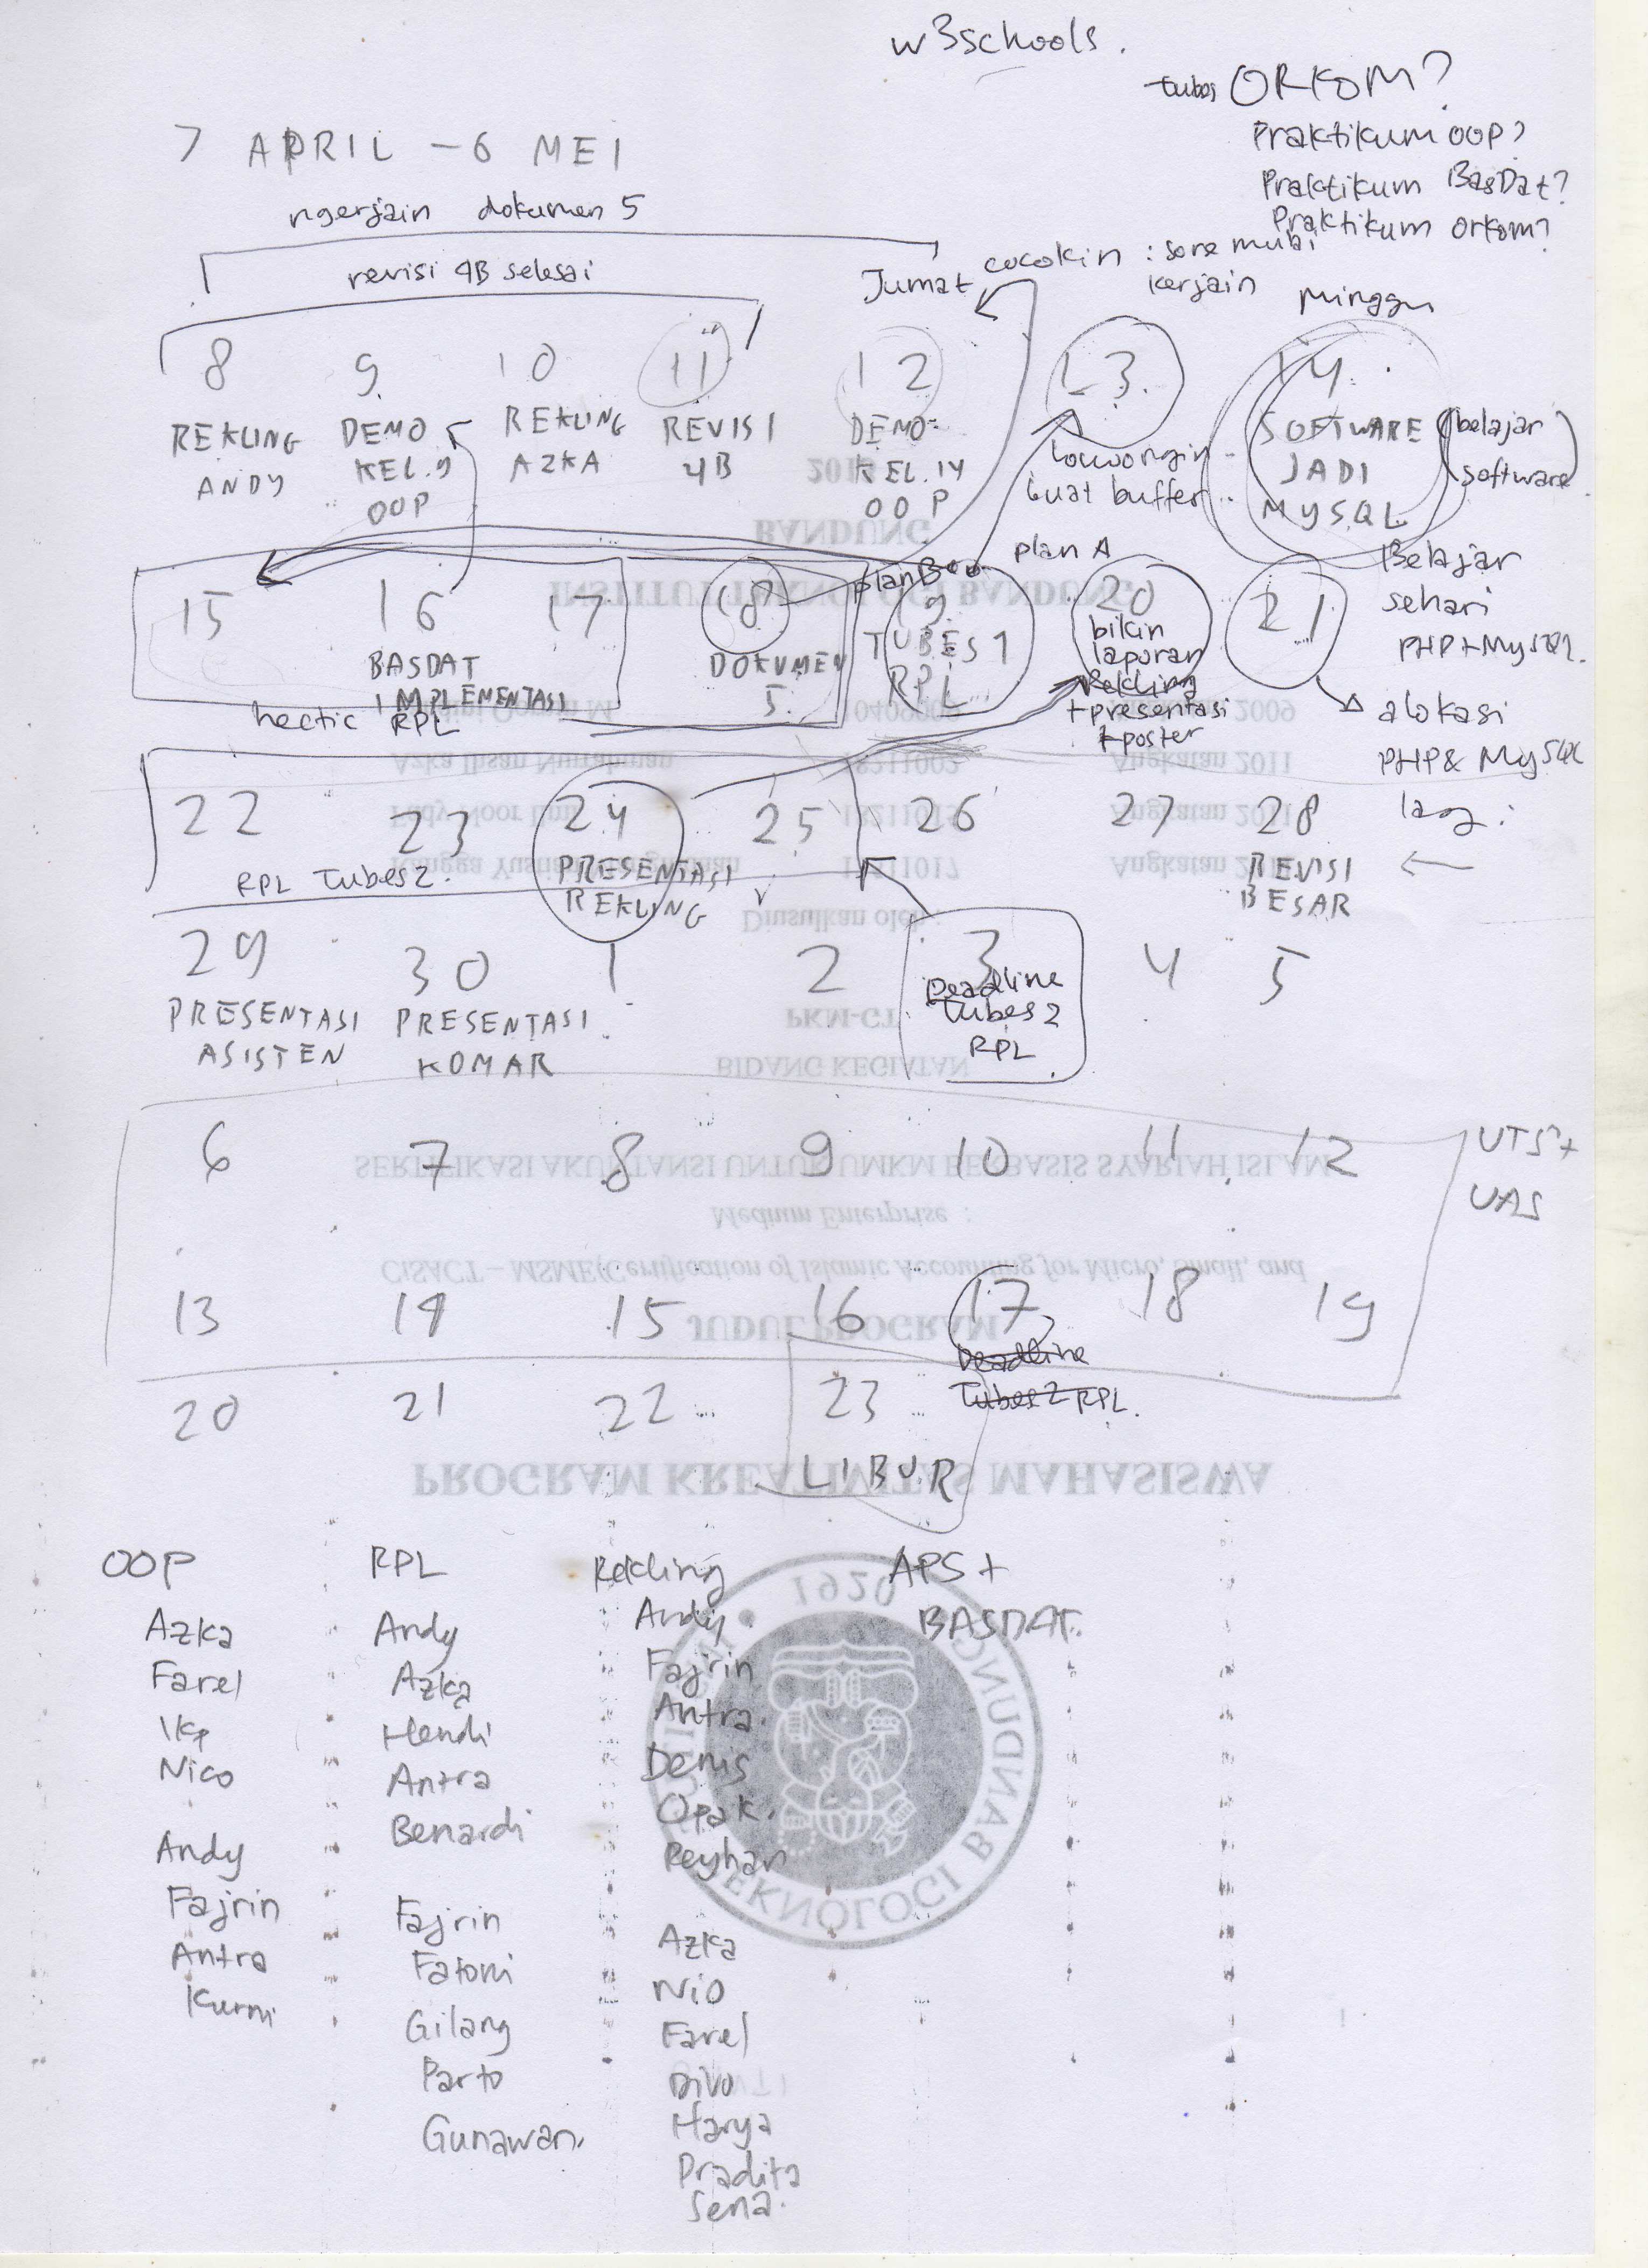 w3schools.
tubes ORKOM?
Praktikum OOP?
Praktikum BasDat?
Praktikum Orkom?
7 APRIL - 6 MEI
ngerjain dokumen 5
revisi 4B selesai
Jumat
cocokin : sore mulai
kerjain
Minggu
8 9 10 11 12 13 14
REKLING ANDY
DEMO KEL.9 OOP
REKLING AZKA
REVISI 4B
DEMO KEL.14 OOP
buat buffer
SOFTWARE JADI MYSQL
(belajar software)
plan B
plan A
15 16 17 18 19 20 21
BASDAT
IMPLEMENTASI RPL
hectic
DOKUMEN 5
TUBES 1 RPL
bikin laporan
Rekling
+presentasi
+poster
Belajar
sehari
PHP+MySQL.
alokasi
PHP & MySQL
lagi
22 23 24 25 26 27 28
RPL Tubes 2.
PRESENTASI REKLING
REVISI BESAR
29 30 1 2 3 4 5
PRESENTASI ASISTEN
PRESENTASI KOMAR
Deadline
Tubes 2
RPL
6 7 8 9 10 11 12
UTS +
UAS
13 14 15 16 17 18 19
Deadline
Tubes 2 RPL.
20 21 22 23
LIBUR
OOP
Azka
Farel
Nico
Andy
Fajrin
Antra
RPL
Andy
Azka
Hendi
Antra
Benardi
Fajrin
Fatoni
Gilang
Parto
Gunawan.
Rekling
Andy
Fajrin
Antra.
Denis
Opak.
Reyhan
Azka
Nio
Farel
Divo
Harya
Pradita
Sena.
APS +
BASDAT.
BANDUNG
INSTITUT TEKNOLOGI BANDUNG
Angkatan 2009
Azka Ihsan Nurrahman
18211002
Angkatan 2011
Angkatan 2011
Diusulkan oleh
PKM-GT
BIDANG KEGIATAN
SERTIFIKASI AKUNTANSI UNTUK UMKM BERBASIS SYARIAH ISLAM
Medium Enterprise :
CISACT – MSME(Certification of Islamic Accounting for Micro, Small, and
JUDUL PROGRAM
PROGRAM KREATIVITAS MAHASISWA
1920
TEKNOLOGI BANDUNG